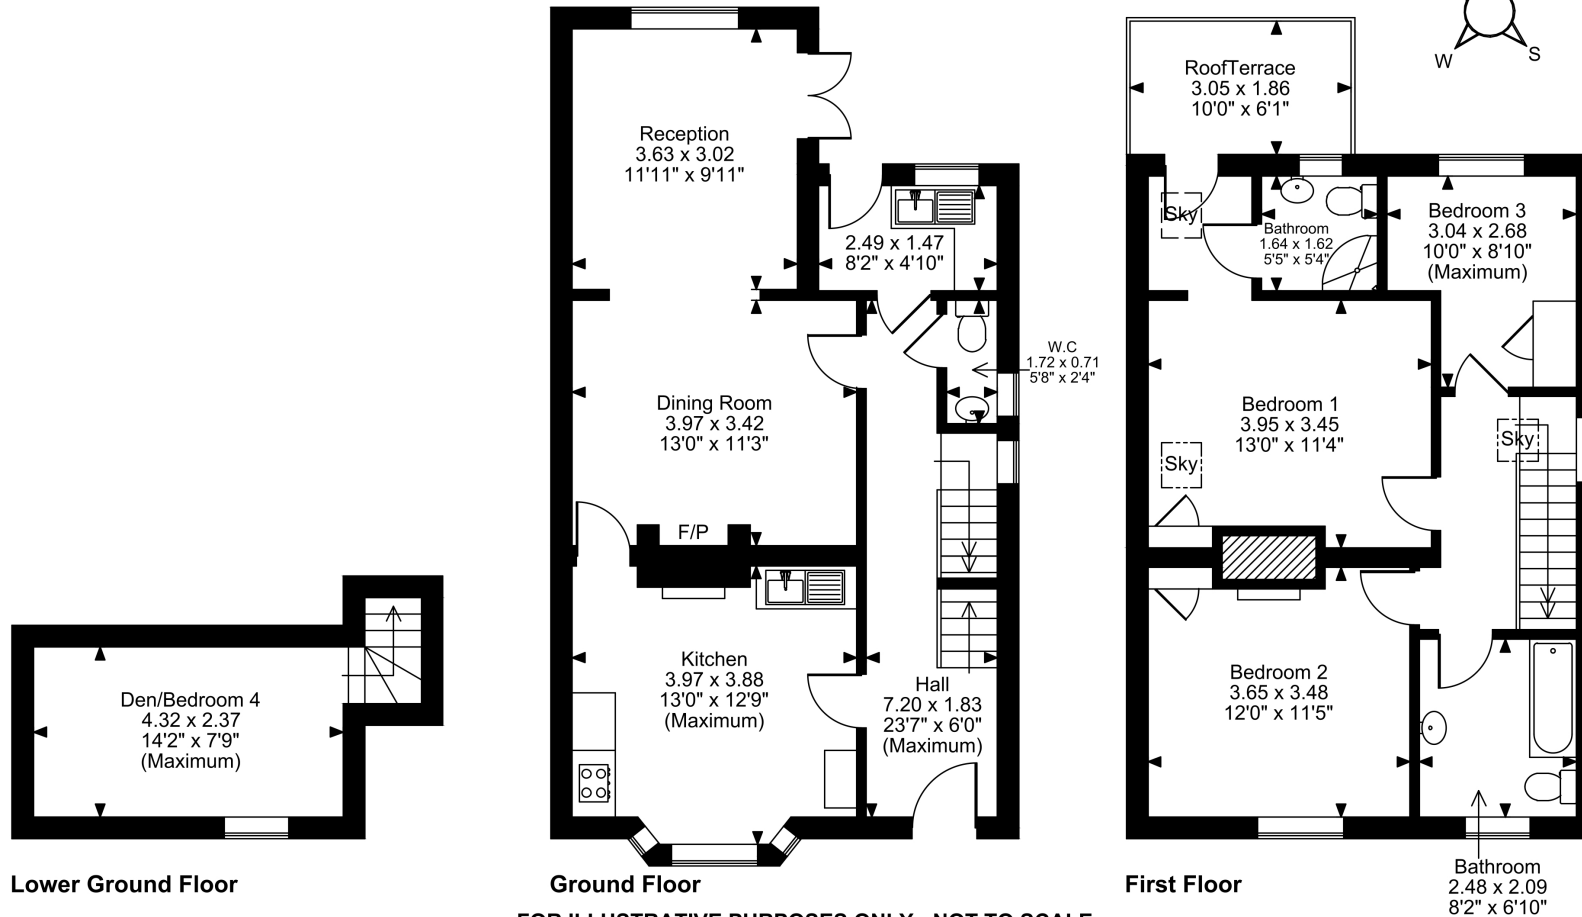 W
S
Reception
3.63 x 3.02
11'11" x 9'11"
2.49 x 1.47
8'2" x 4'10"
W.C
1.72 x 0.71
5'8" x 2'4"
Dining Room
3.97 x 3.42
13'0" x 11'3"
F/P
Kitchen
3.97 x 3.88
13'0" x 12'9"
(Maximum)
Hall
7.20 x 1.83
23'7" x 6'0"
(Maximum)
RoofTerrace
3.05 x 1.86
10'0" x 6'1"
Sky
Bathroom
1.64 x 1.62
5'5" x 5'4"
Bedroom 3
3.04 x 2.68
10'0" x 8'10"
(Maximum)
Bedroom 1
3.95 x 3.45
13'0" x 11'4"
Sky
Sky
Bedroom 2
3.65 x 3.48
12'0" x 11'5"
Bathroom
2.48 x 2.09
8'2" x 6'10"
Den/Bedroom 4
4.32 x 2.37
14'2" x 7'9"
(Maximum)
Lower Ground Floor
Ground Floor
First Floor
FOR ILLUSTRATIVE PURPOSES ONLY - NOT TO SCALE